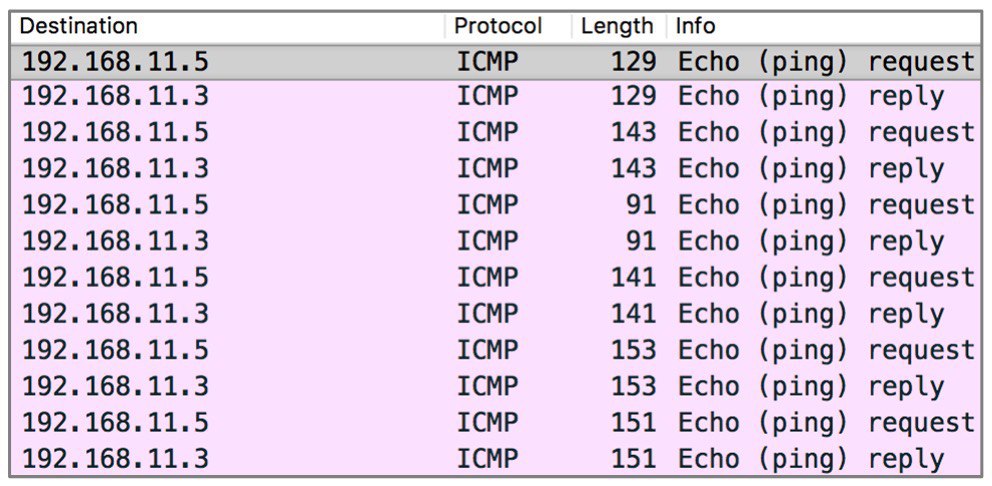 Destination Protocol Length Info
192.168.11.5 ICMP 129 Echo (ping) request
192.168.11.3 ICMP 129 Echo (ping) reply
192.168.11.5 ICMP 143 Echo (ping) request
192.168.11.3 ICMP 143 Echo (ping) reply
192.168.11.5 ICMP 91 Echo (ping) request
192.168.11.3 ICMP 91 Echo (ping) reply
192.168.11.5 ICMP 141 Echo (ping) request
192.168.11.3 ICMP 141 Echo (ping) reply
192.168.11.5 ICMP 153 Echo (ping) request
192.168.11.3 ICMP 153 Echo (ping) reply
192.168.11.5 ICMP 151 Echo (ping) request
192.168.11.3 ICMP 151 Echo (ping) reply